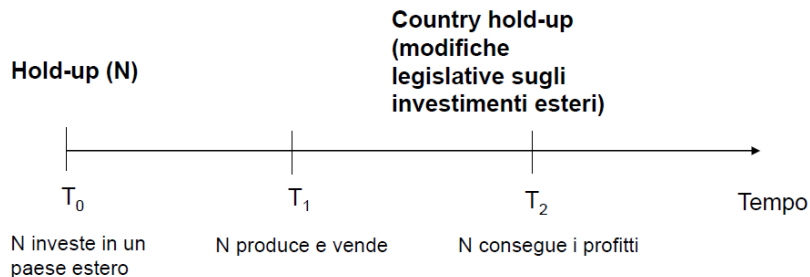 Country hold-up
(modifiche
legislative sugli
investimenti esteri)
Hold-up (N)
T0
T1
T2
Tempo
N investe in un
paese estero
N produce e vende
N consegue i profitti